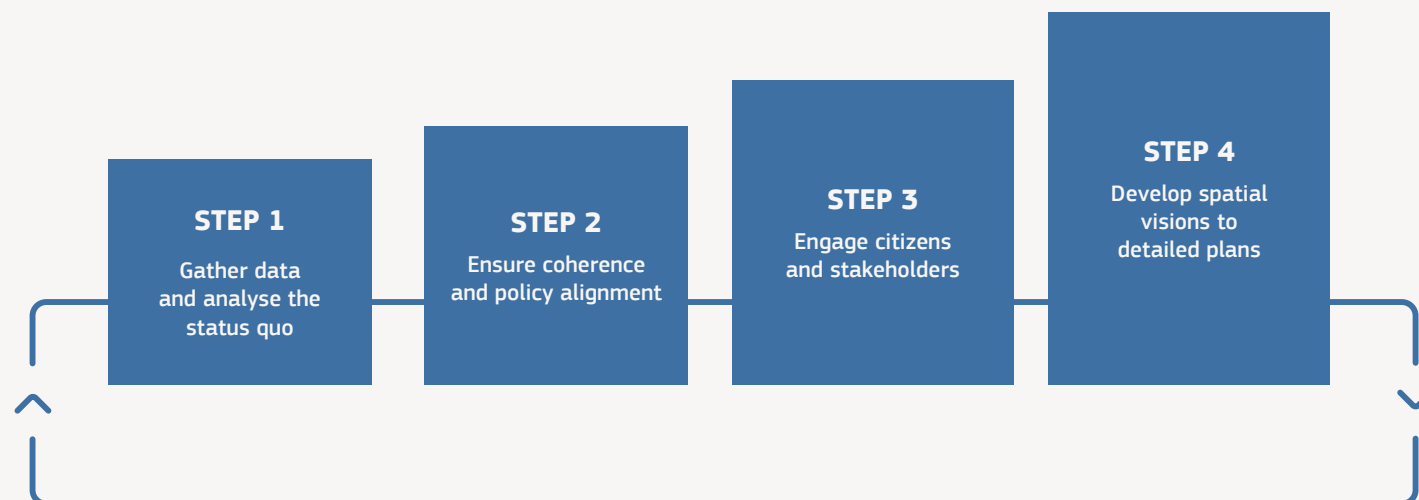 STEP 1
Gather data
and analyse the
status quo
STEP 2
Ensure coherence
and policy alignment
STEP 3
Engage citizens
and stakeholders
STEP 4
Develop spatial
visions to
detailed plans